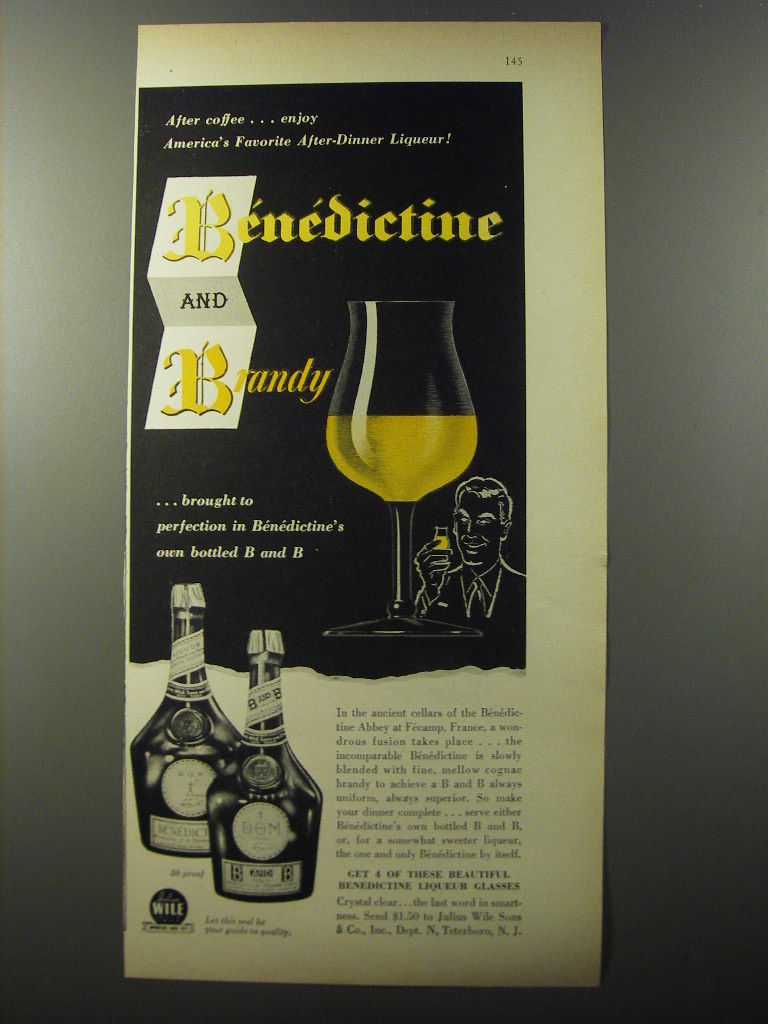 145
After coffee . . . enjoy
America's Favorite After-Dinner Liqueur!
Bénédictine
AND
Brandy
. . . brought to
perfection in Bénédictine's
own bottled B and B
In the ancient cellars of the Bénédic-
tine Abbey at Fécamp, France, a won-
drous fusion takes place . . . the
incomparable Bénédictine is slowly
blended with fine, mellow cognac
brandy to achieve a B and B always
uniform, always superior. So make
your dinner complete . . . serve either
Bénédictine's own bottled B and B,
or, for a somewhat sweeter liqueur,
the one and only Bénédictine by itself.
GET 4 OF THESE BEAUTIFUL
BENEDICTINE LIQUEUR GLASSES
Crystal clear...the last word in smart-
ness. Send $1.50 to Julius Wile Sons
& Co., Inc., Dept. N, Teterboro, N. J.
B AND B
DOM
BÉNÉDICT
DOM
B AND B
86 proof
Julius
WILE
Let this seal be
your guide to quality.